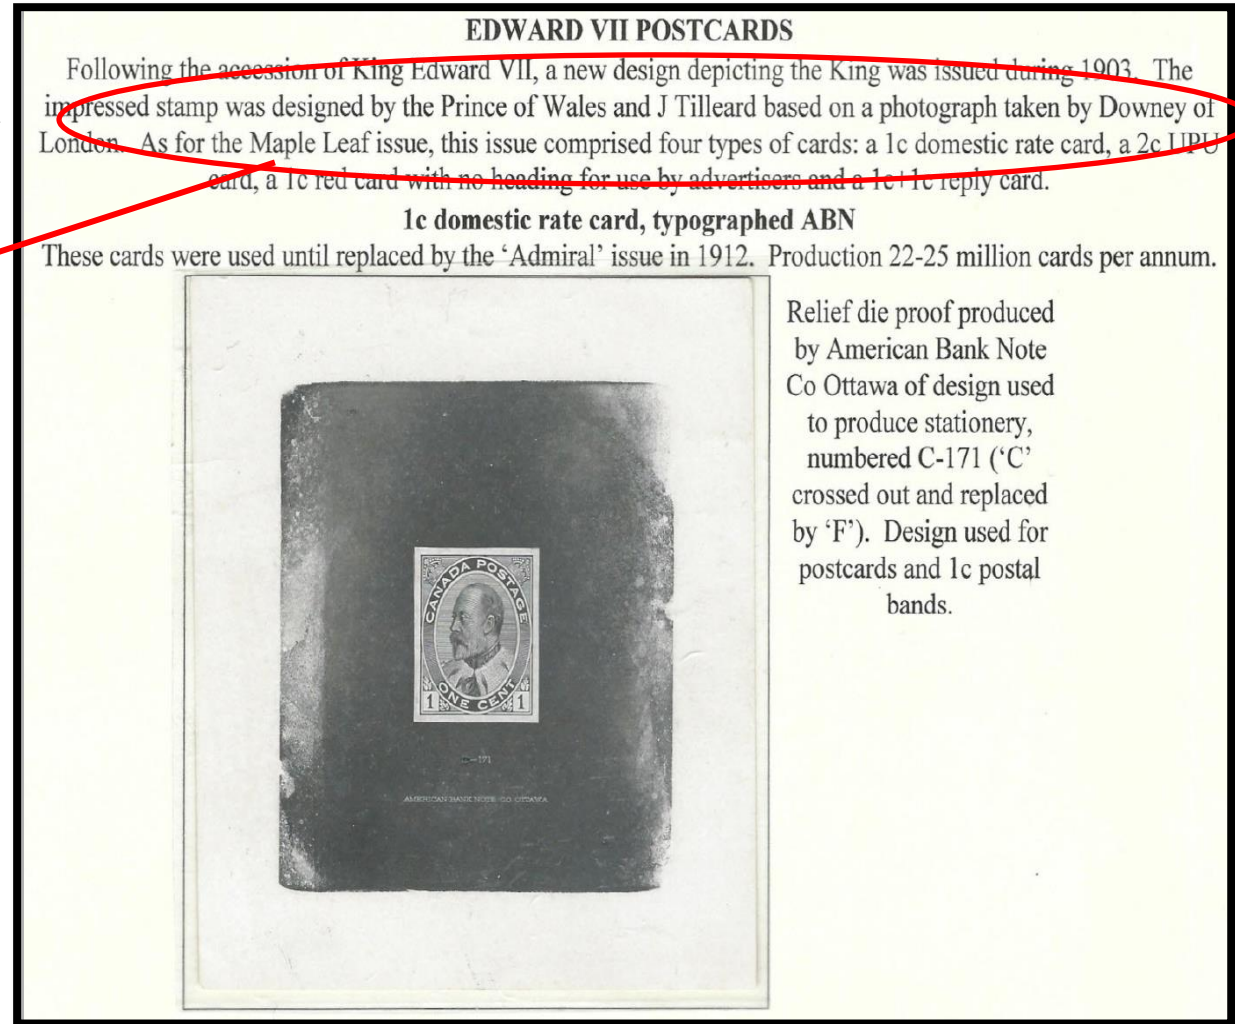 EDWARD VII POSTCARDS
Following the accession of King Edward VII, a new design depicting the King was issued during 1903. The
impressed stamp was designed by the Prince of Wales and J Tilleard based on a photograph taken by Downey of
London. As for the Maple Leaf issue, this issue comprised four types of cards: a 1c domestic rate card, a 2c UPU
card, a 1c red card with no heading for use by advertisers and a 1c+1c reply card.
1c domestic rate card, typographed ABN
These cards were used until replaced by the ‘Admiral’ issue in 1912. Production 22-25 million cards per annum.
Relief die proof produced
by American Bank Note
Co Ottawa of design used
to produce stationery,
numbered C-171 (‘C’
crossed out and replaced
by ‘F’). Design used for
postcards and 1c postal
bands.
CANADA POSTAGE
ONE CENT
1 1
-171
AMERICAN BANK NOTE CO. OTTAWA